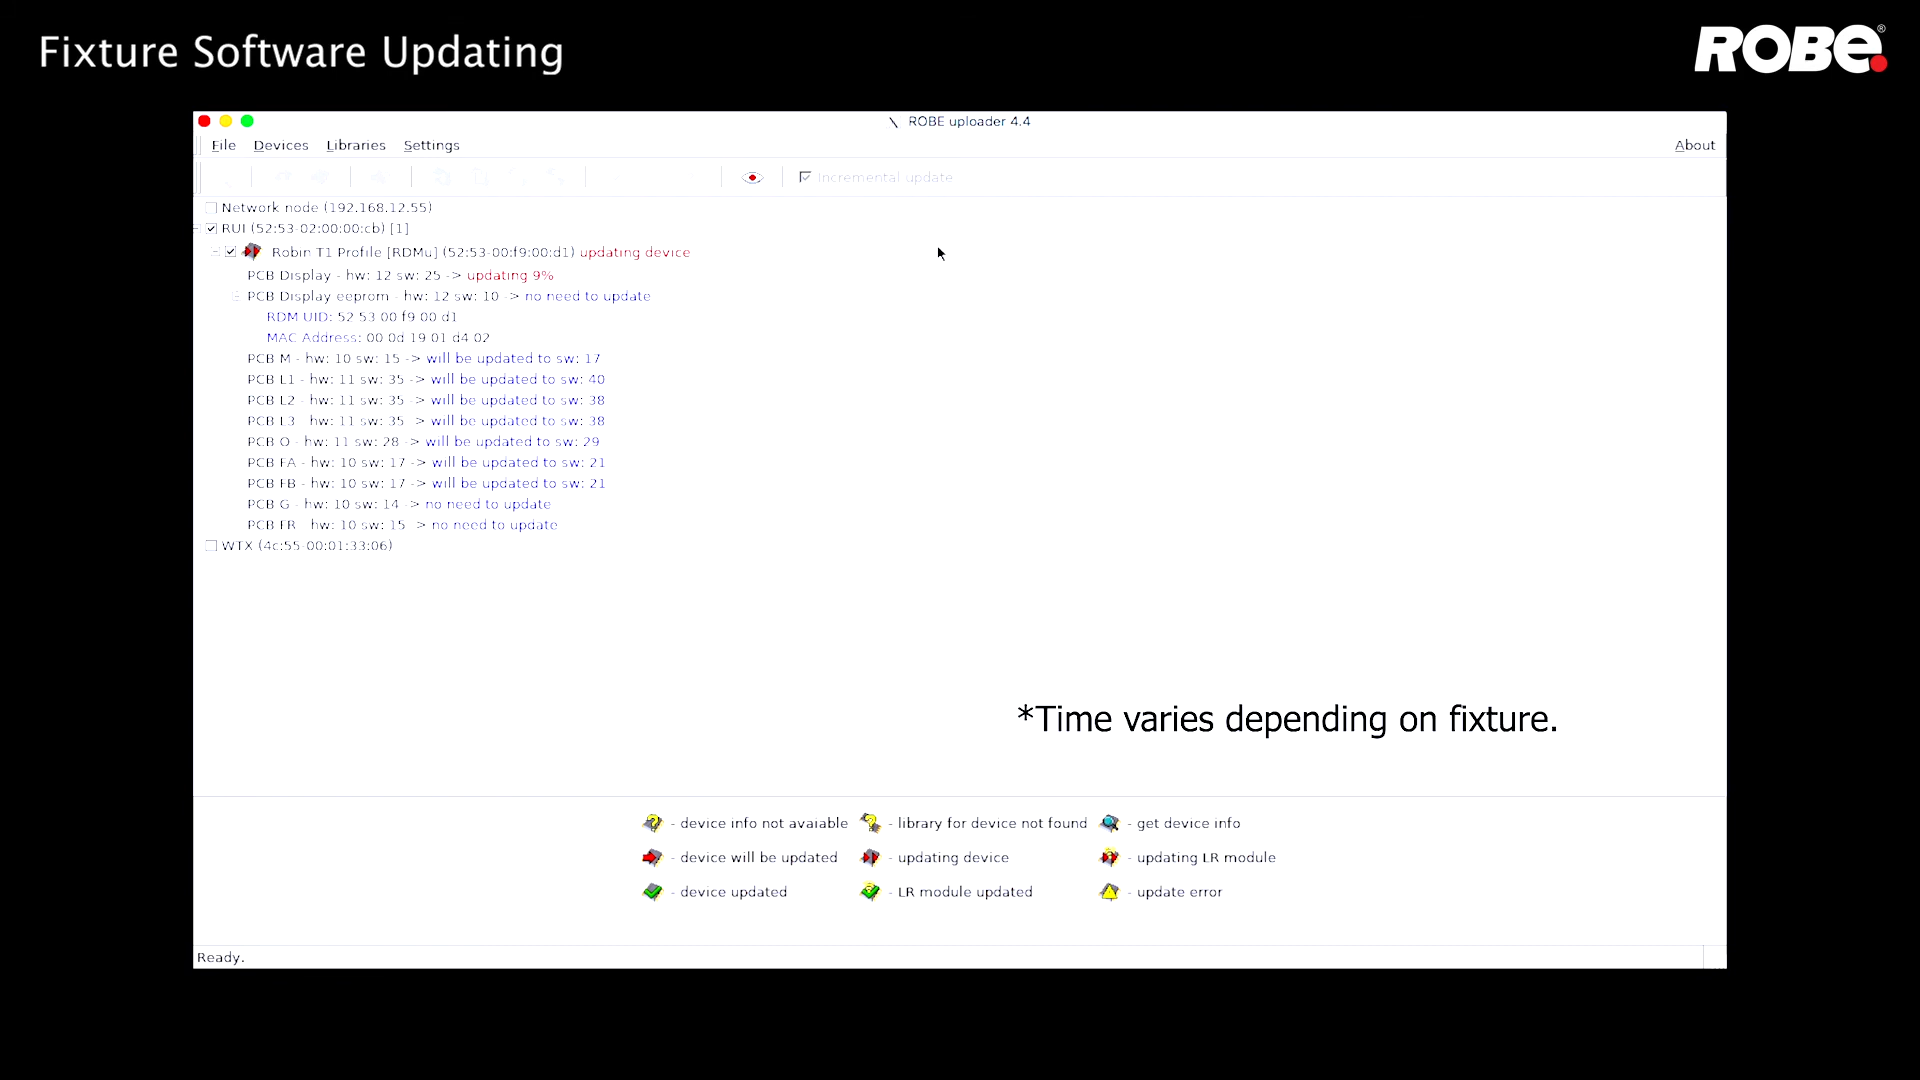 Fixture Software Updating
ROBE®
ROBE uploader 4.4
File Devices Libraries Settings About
Incremental update
Network node (192.168.12.55)
RUI (52:53-02:00:00:cb) [1]
Robin T1 Profile [RDMu] (52:53-00:f9:00:d1) updating device
PCB Display - hw: 12 sw: 25 -> updating 9%
PCB Display eeprom - hw: 12 sw: 10 -> no need to update
RDM UID: 52 53 00 f9 00 d1
MAC Address: 00 0d 19 01 d4 02
PCB M - hw: 10 sw: 15 -> will be updated to sw: 17
PCB L1 - hw: 11 sw: 35 -> will be updated to sw: 40
PCB L2 - hw: 11 sw: 35 -> will be updated to sw: 38
PCB L3 hw: 11 sw: 35 > will be updated to sw: 38
PCB O - hw: 11 sw: 28 -> will be updated to sw: 29
PCB FA - hw: 10 sw: 17 -> will be updated to sw: 21
PCB FB - hw: 10 sw: 17 -> will be updated to sw: 21
PCB G - hw: 10 sw: 14 -> no need to update
PCB FR hw: 10 sw: 15 > no need to update
WTX (4c:55-00:01:33:06)
*Time varies depending on fixture.
- device info not avaiable - library for device not found - get device info
- device will be updated - updating device - updating LR module
- device updated - LR module updated - update error
Ready.